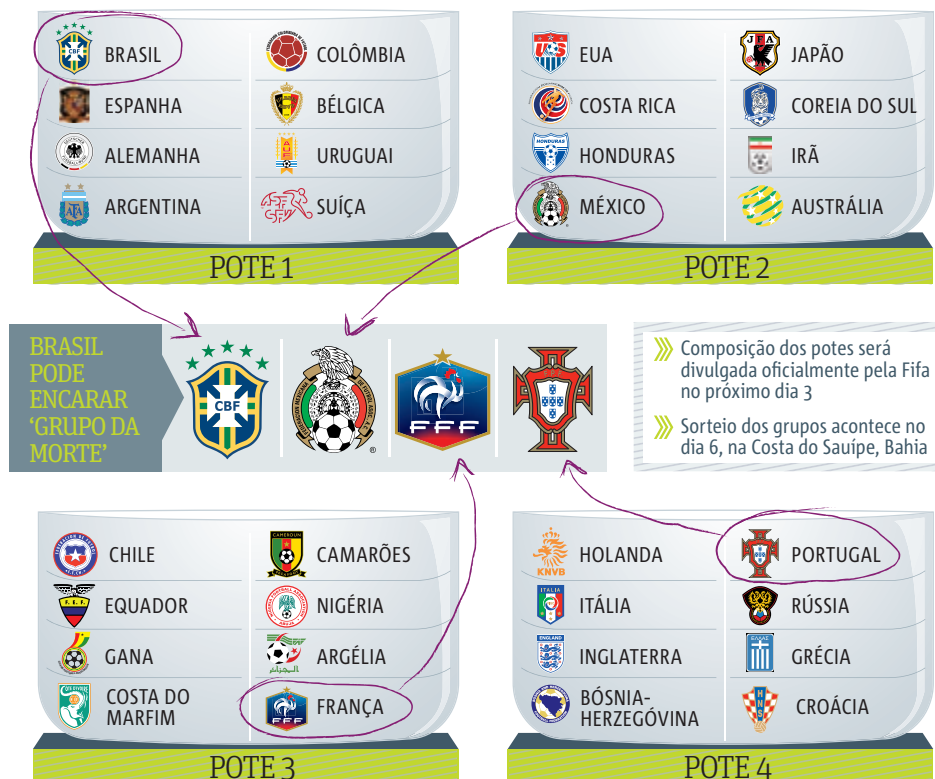 BRASIL
COLÔMBIA
ESPANHA
BÉLGICA
ALEMANHA
URUGUAI
ARGENTINA
SUÍÇA
POTE 1
EUA
JAPÃO
COSTA RICA
COREIA DO SUL
HONDURAS
IRÃ
MÉXICO
AUSTRÁLIA
POTE 2
BRASIL
PODE
ENCARAR
‘GRUPO DA
MORTE’
CBF
FFF
Composição dos potes será
divulgada oficialmente pela Fifa
no próximo dia 3
Sorteio dos grupos acontece no
dia 6, na Costa do Sauípe, Bahia
CHILE
CAMARÕES
EQUADOR
NIGÉRIA
GANA
ARGÉLIA
COSTA DO
MARFIM
FRANÇA
POTE 3
HOLANDA
PORTUGAL
ITÁLIA
RÚSSIA
INGLATERRA
GRÉCIA
BÓSNIA-
HERZEGÓVINA
CROÁCIA
POTE 4